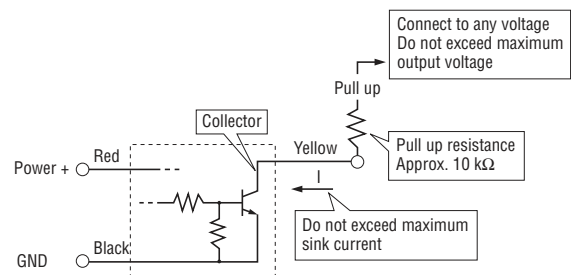 Connect to any voltage
Do not exceed maximum
output voltage
Pull up
Collector
Yellow
Pull up resistance
Approx. 10 kΩ
Power +
Red
I
Do not exceed maximum
sink current
Black
GND